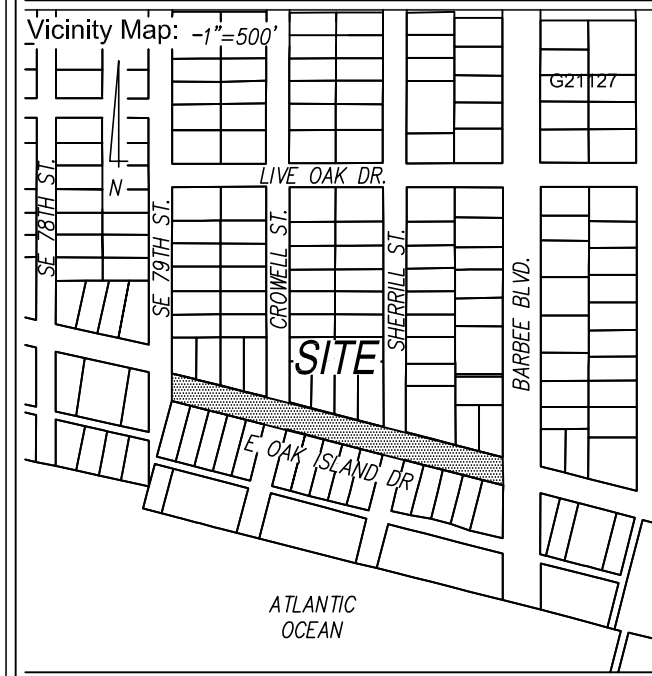 Vicinity Map: -1"=500'
G21127
N
LIVE OAK DR.
SE 78TH ST.
SE 79TH ST.
CROWELL ST.
SHERRILL ST.
BARBEE BLVD.
SITE
E OAK ISLAND DR
ATLANTIC
OCEAN